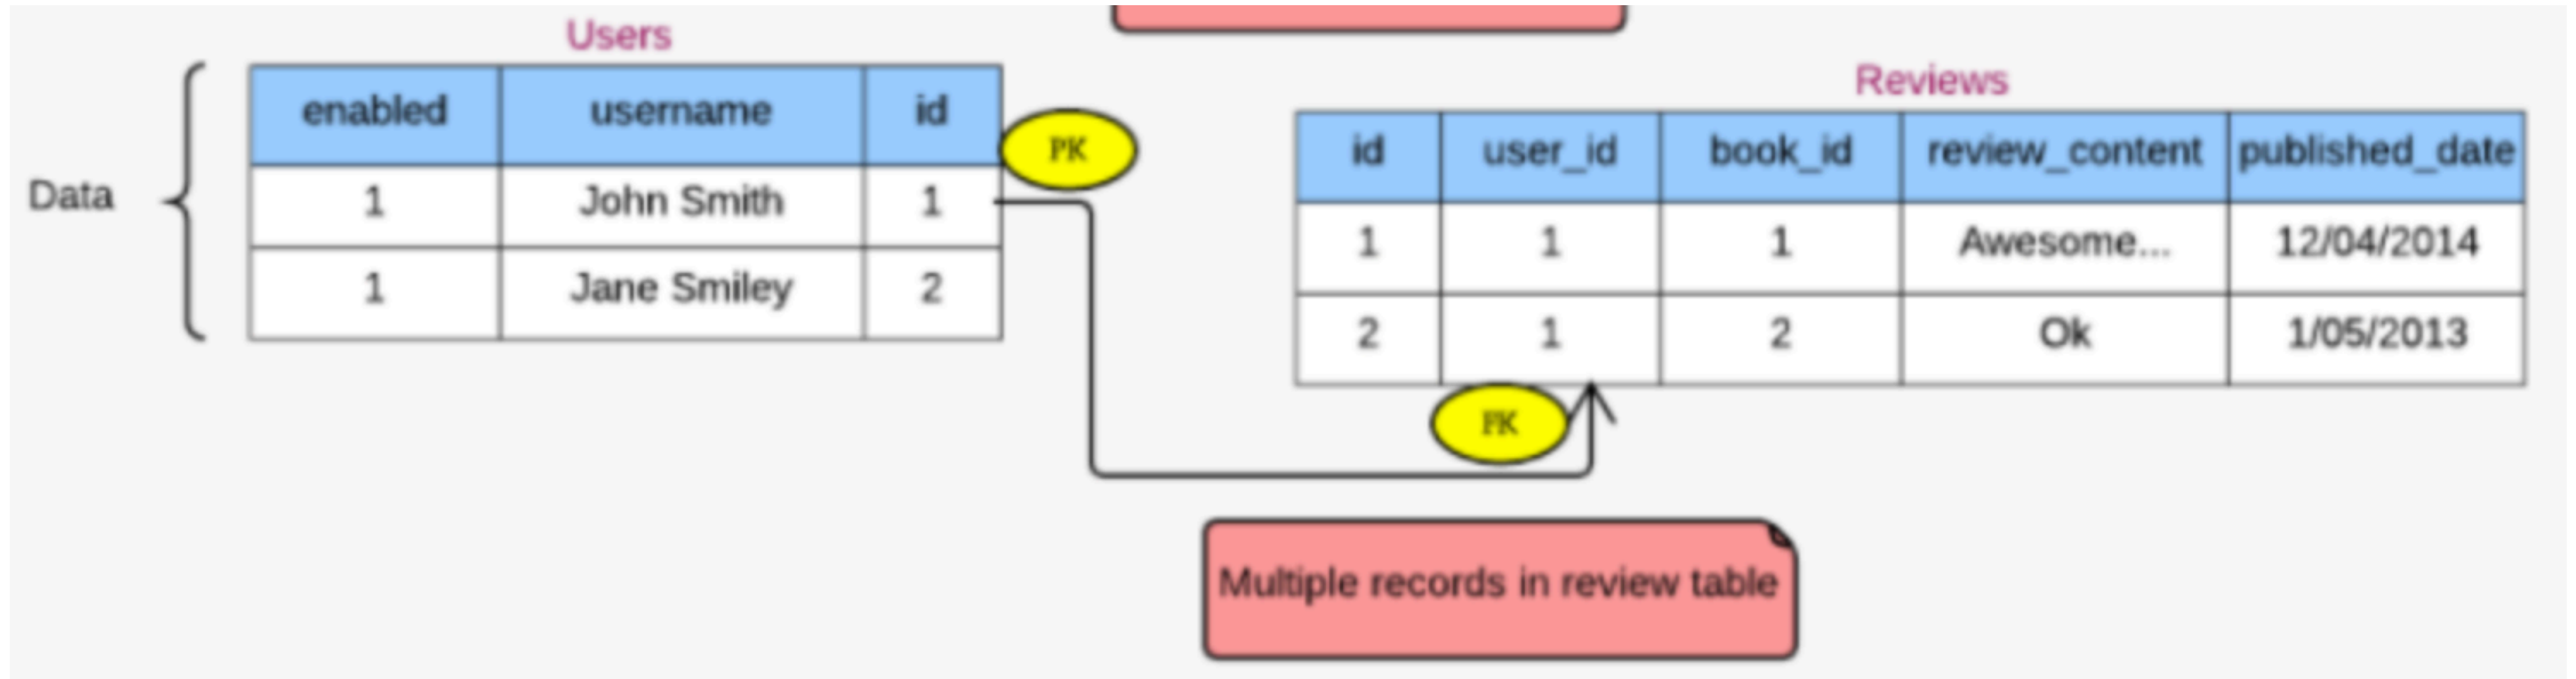 Users
enabled username id
PK
1 John Smith 1
1 Jane Smiley 2
Data
Reviews
id user_id book_id review_content published_date
1 1 1 Awesome... 12/04/2014
2 1 2 Ok 1/05/2013
FK
Multiple records in review table